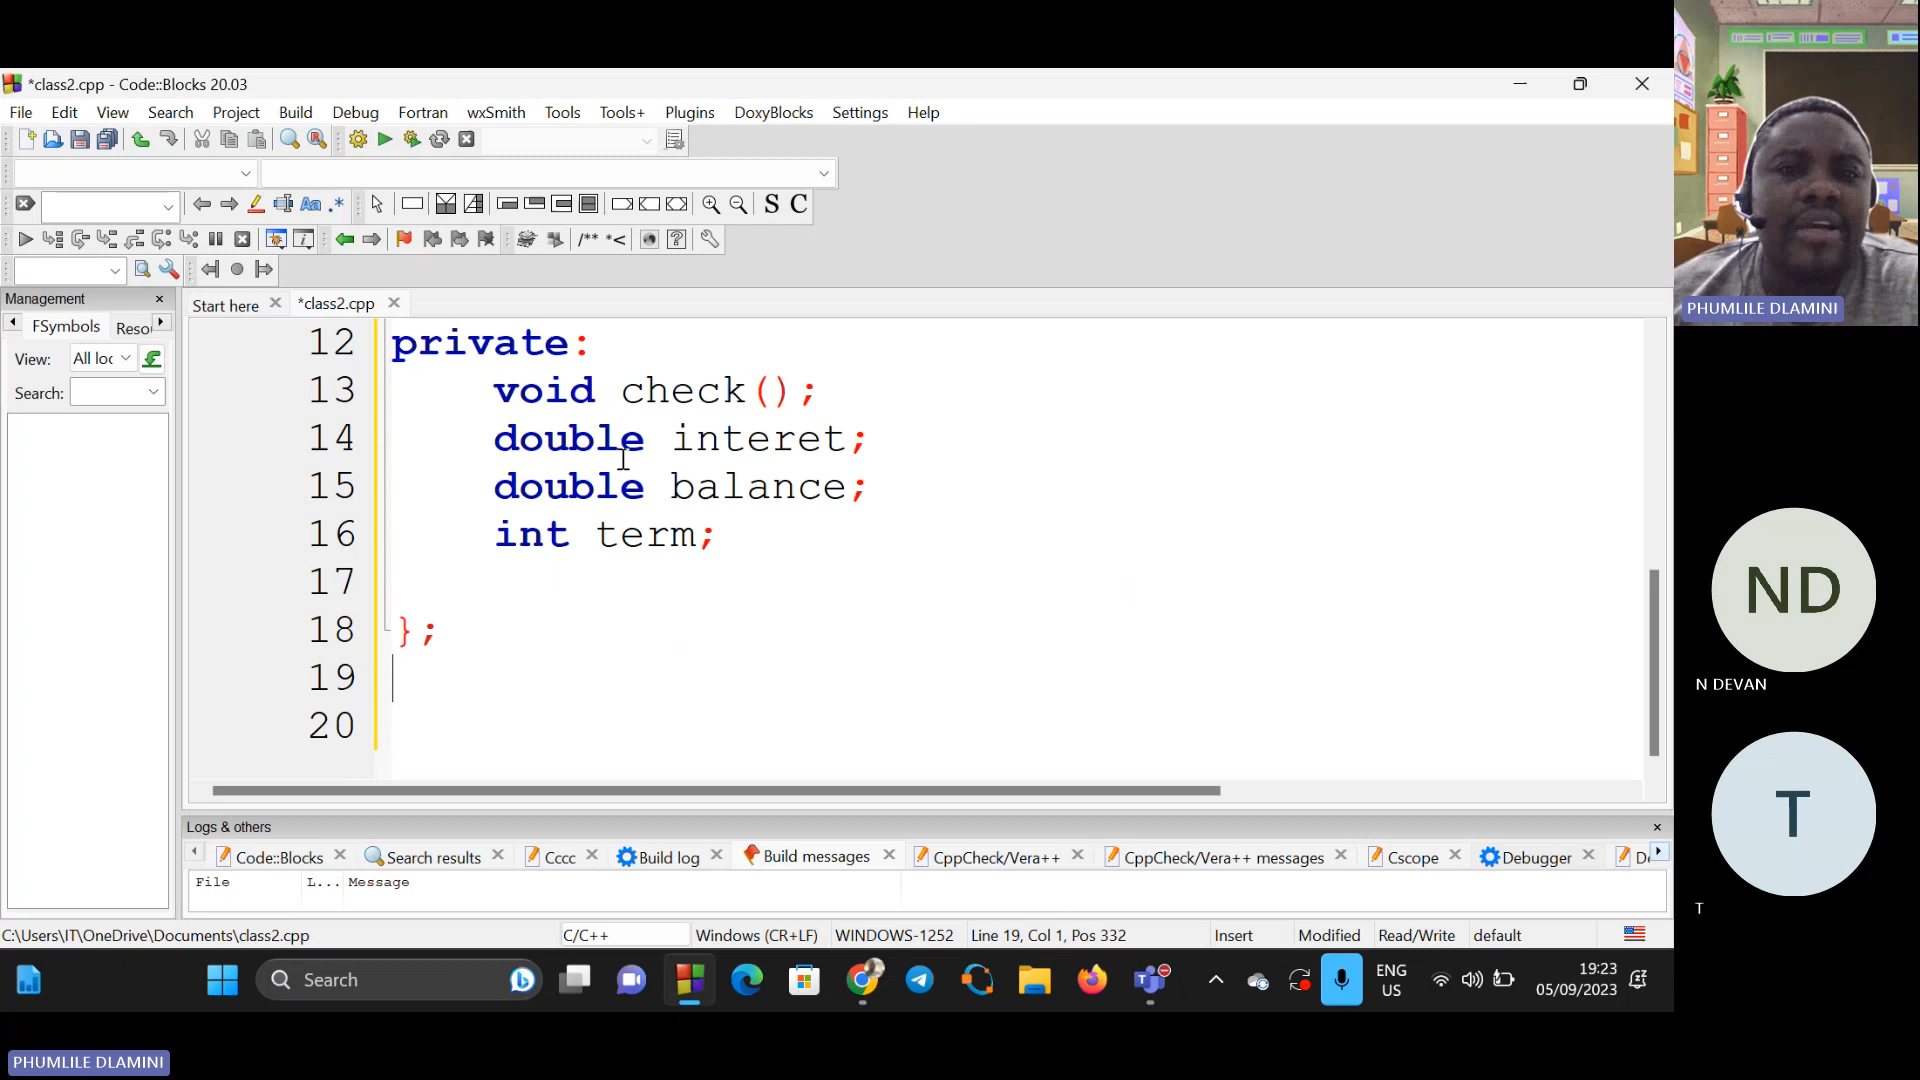 *class2.cpp - Code::Blocks 20.03
File Edit View Search Project Build Debug Fortran wxSmith Tools Tools+ Plugins DoxyBlocks Settings Help
S C
/** *<
Management
Start here *class2.cpp
FSymbols Reso
View: All loc
Search:
12 private:
13 void check();
14 double interet;
15 double balance;
16 int term;
17
18 };
19
20
Logs & others
Code::Blocks Search results Cccc Build log Build messages CppCheck/Vera++ CppCheck/Vera++ messages Cscope Debugger
File L... Message
C:\Users\IT\OneDrive\Documents\class2.cpp C/C++ Windows (CR+LF) WINDOWS-1252 Line 19, Col 1, Pos 332 Insert Modified Read/Write default
Search
ENG
US
19:23
05/09/2023
PHUMLILE DLAMINI
ND
N DEVAN
T
T
PHUMLILE DLAMINI